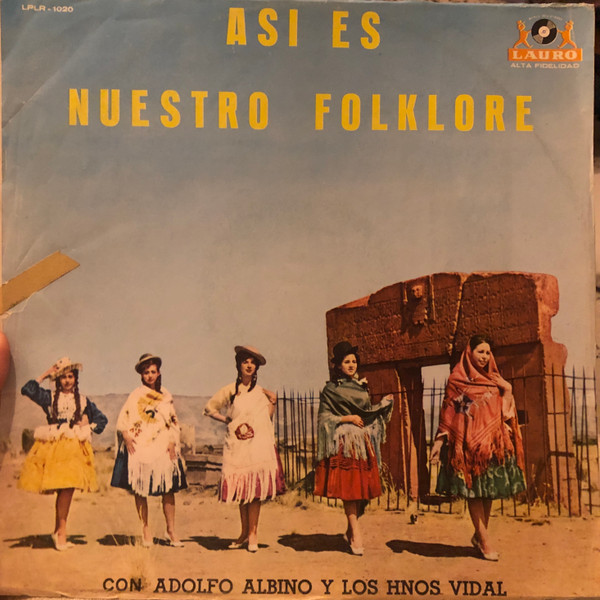 LPLR - 1020
ASI ES
NUESTRO FOLKLORE
LAURO
ALTA FIDELIDAD
CON ADOLFO ALBINO Y LOS HNOS VIDAL